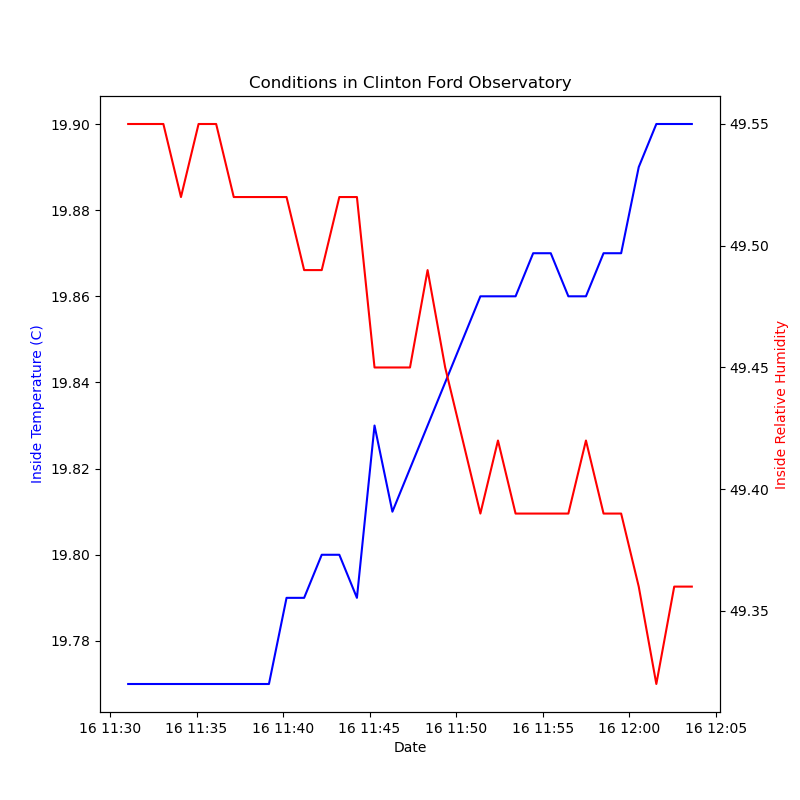 Conditions in Clinton Ford Observatory
19.90
19.88
19.86
19.84
19.82
19.80
19.78
Inside Temperature (C)
49.55
49.50
49.45
49.40
49.35
Inside Relative Humidity
16 11:30 16 11:35 16 11:40 16 11:45 16 11:50 16 11:55 16 12:00 16 12:05
Date